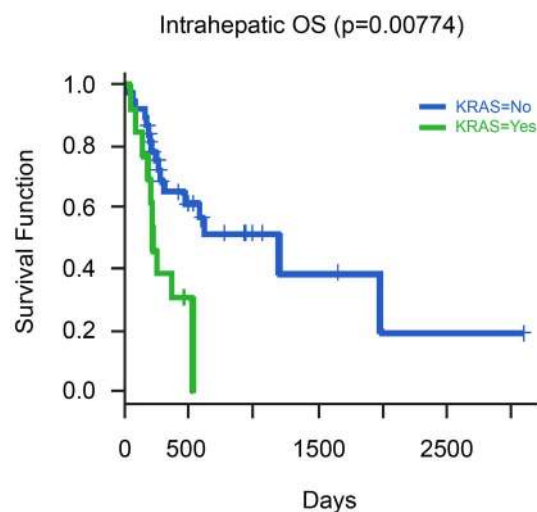 Intrahepatic OS (p=0.00774)
1.0
0.8
0.6
0.4
0.2
0.0
Survival Function
KRAS=No
KRAS=Yes
0 500 1500 2500
Days